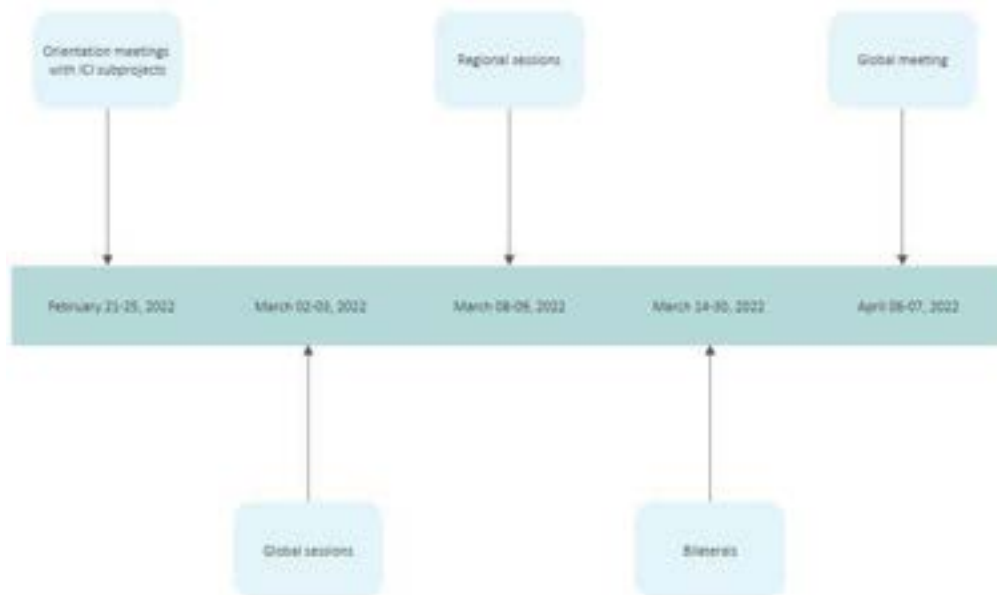 Orientation meetings
with ICI subprojects
Regional sessions
Global meeting
February 21-25, 2022
March 02-03, 2022
March 08-09, 2022
March 14-30, 2022
April 06-07, 2022
Global sessions
Bilaterals